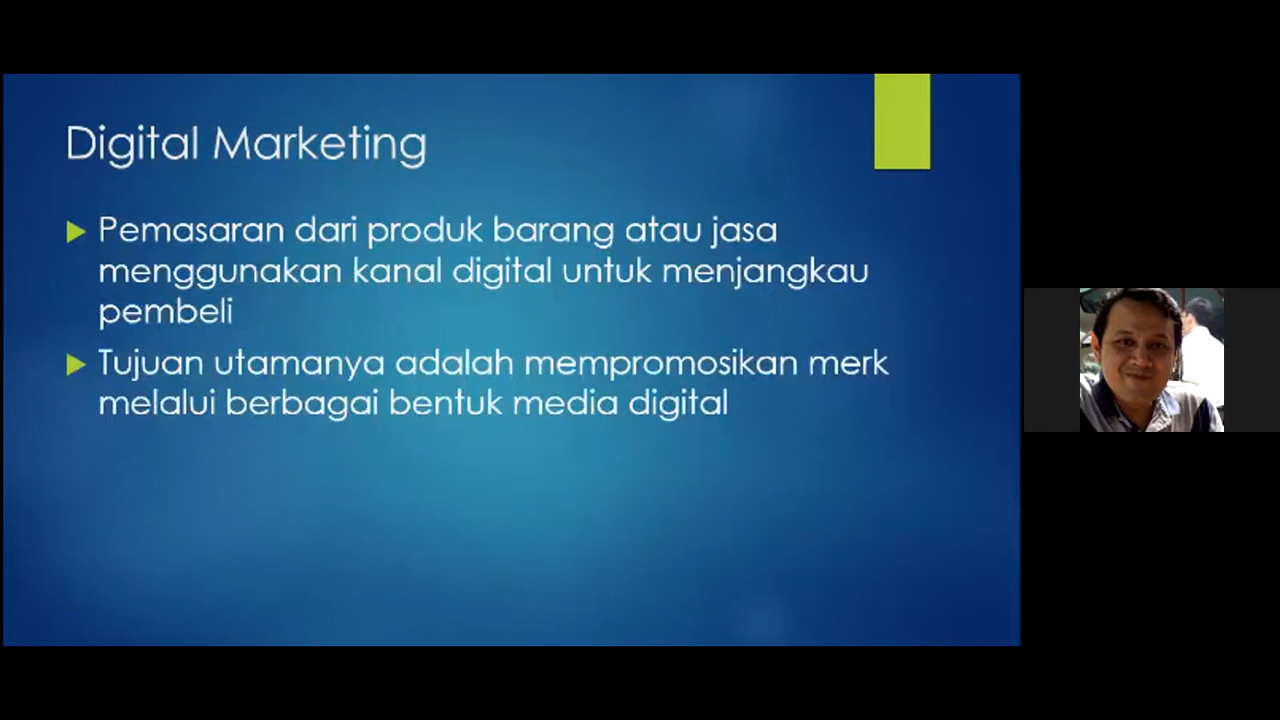 Digital Marketing
Pemasaran dari produk barang atau jasa
menggunakan kanal digital untuk menjangkau
pembeli
Tujuan utamanya adalah mempromosikan merk
melalui berbagai bentuk media digital